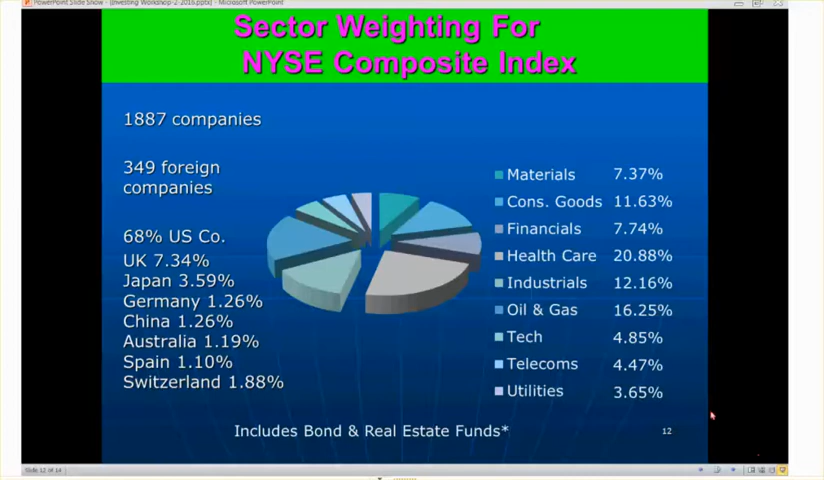 PowerPoint Slide Show - [Investing Workshop-2-2016.pptx] - Microsoft PowerPoint
Sector Weighting For
NYSE Composite Index
1887 companies
349 foreign
companies
68% US Co.
UK 7.34%
Japan 3.59%
Germany 1.26%
China 1.26%
Australia 1.19%
Spain 1.10%
Switzerland 1.88%
Materials 7.37%
Cons. Goods 11.63%
Financials 7.74%
Health Care 20.88%
Industrials 12.16%
Oil & Gas 16.25%
Tech 4.85%
Telecoms 4.47%
Utilities 3.65%
Includes Bond & Real Estate Funds*
12
Slide 12 of 14